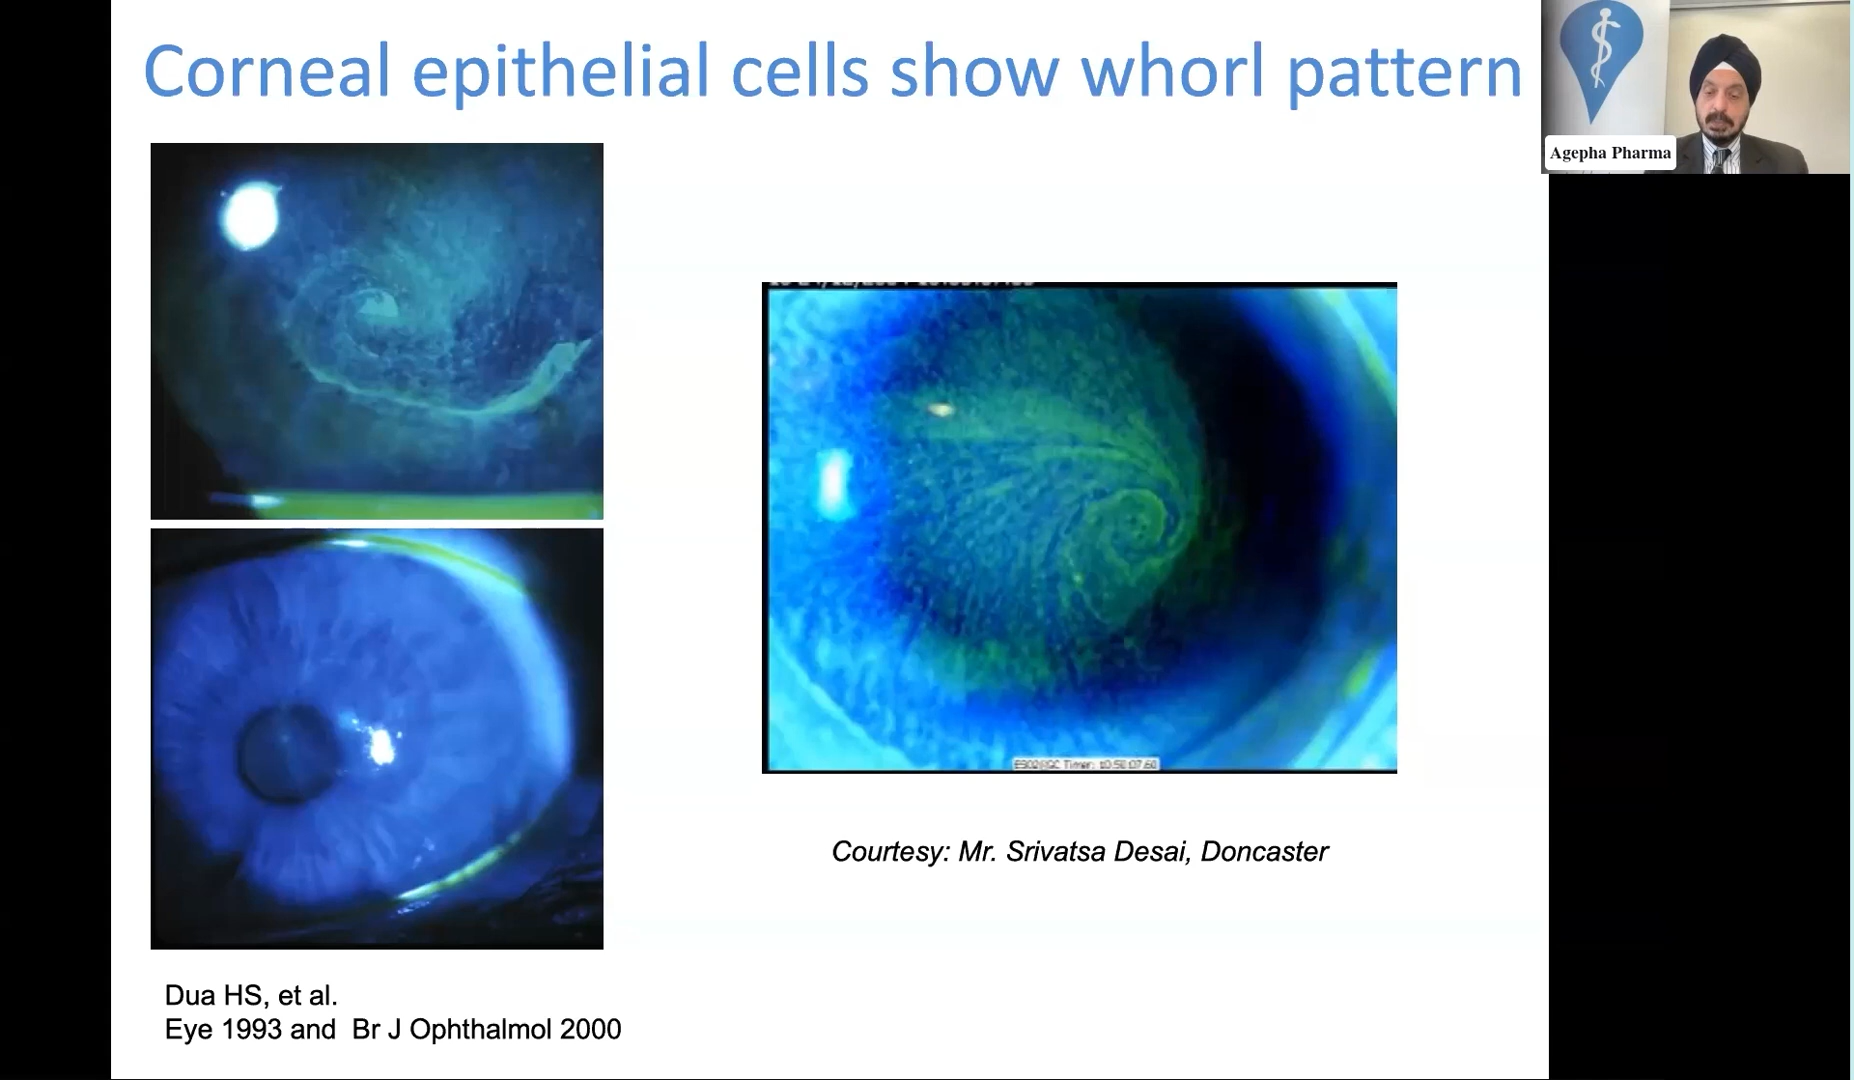 Corneal epithelial cells show whorl pattern
Agepha Pharma
Courtesy: Mr. Srivatsa Desai, Doncaster
Dua HS, et al.
Eye 1993 and Br J Ophthalmol 2000